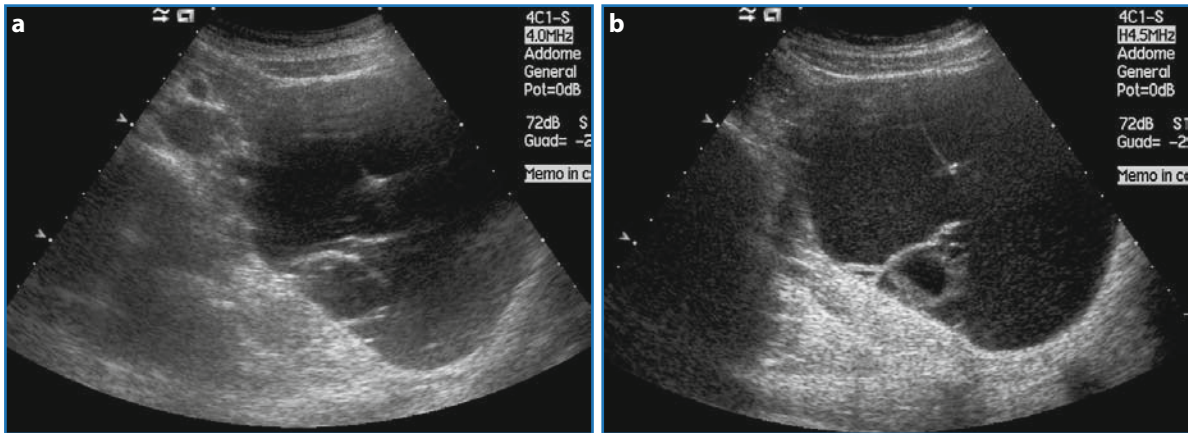 a
4C1-S
4.0MHz
Addome
General
Pot=0dB
72dB S
Guad= -2
Memo in c
b
4C1-S
H4.5MHz
Addome
General
Pot=0dB
72dB S1
Guad= -2
Memo in c